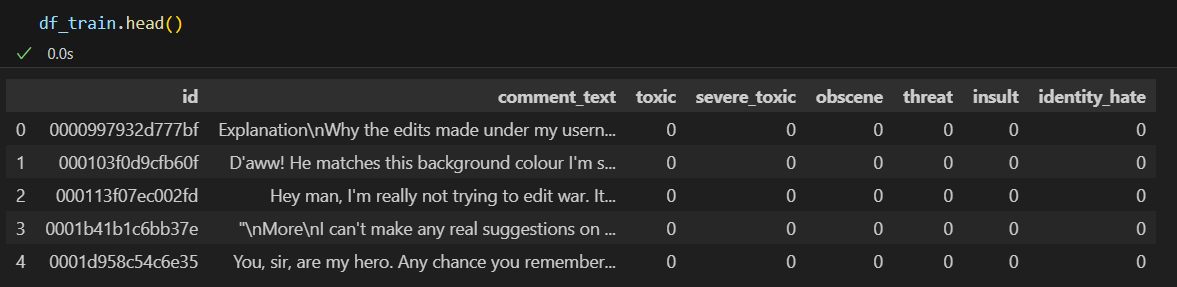 df_train.head()
0.0s
id comment_text toxic severe_toxic obscene threat insult identity_hate
0 0000997932d777bf Explanation\nWhy the edits made under my usern... 0 0 0 0 0 0
1 000103f0d9cfb60f D'aww! He matches this background colour I'm s... 0 0 0 0 0 0
2 000113f07ec002fd Hey man, I'm really not trying to edit war. It... 0 0 0 0 0 0
3 0001b41b1c6bb37e "\nMore\nI can't make any real suggestions on ... 0 0 0 0 0 0
4 0001d958c54c6e35 You, sir, are my hero. Any chance you remember... 0 0 0 0 0 0